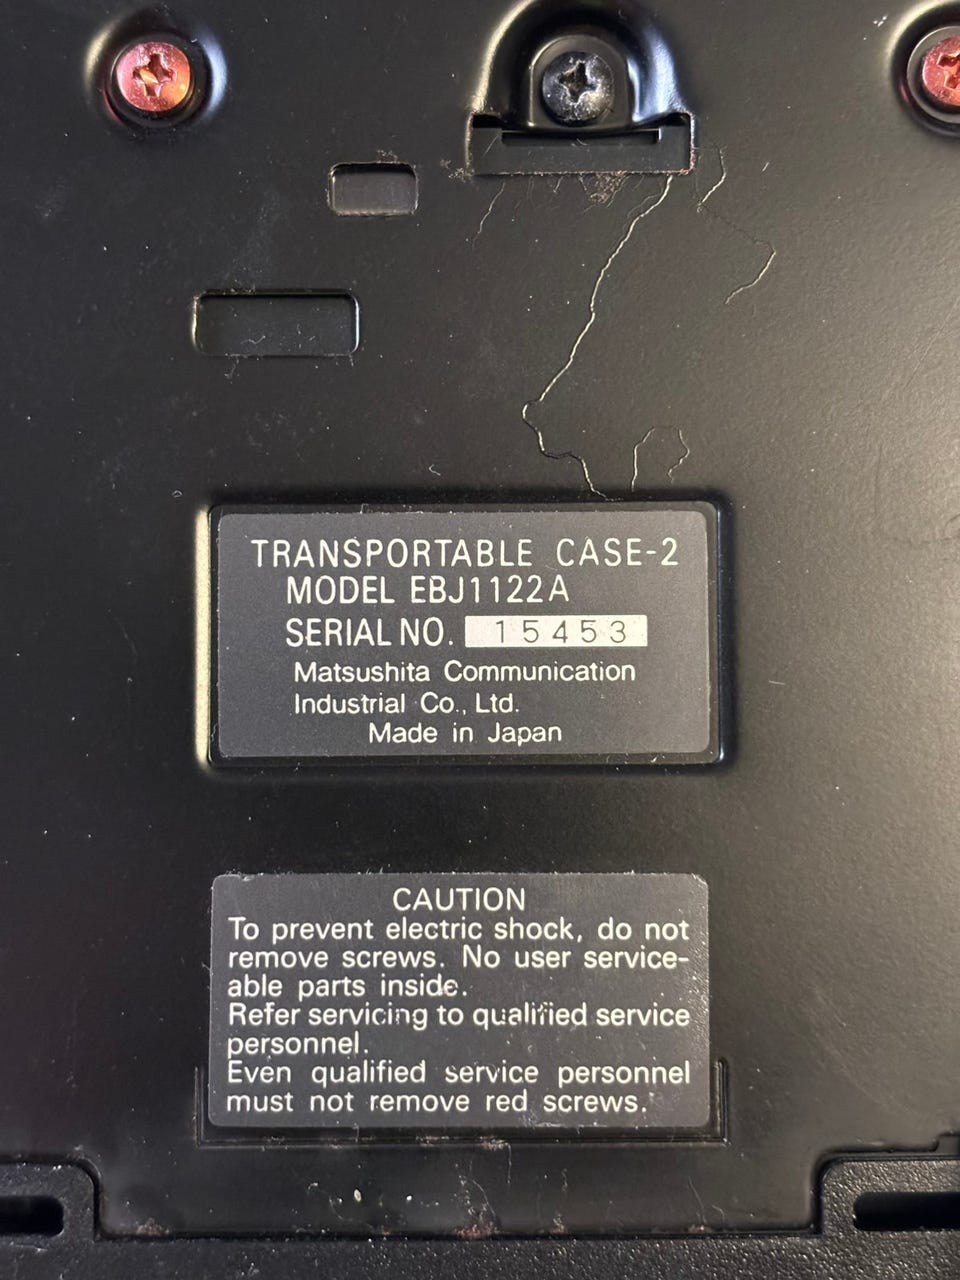 TRANSPORTABLE CASE-2
MODEL EBJ1122A
SERIAL NO. 15453
Matsushita Communication
Industrial Co., Ltd.
Made in Japan
CAUTION
To prevent electric shock, do not
remove screws. No user service-
able parts inside.
Refer servicing to qualified service
personnel.
Even qualified service personnel
must not remove red screws.